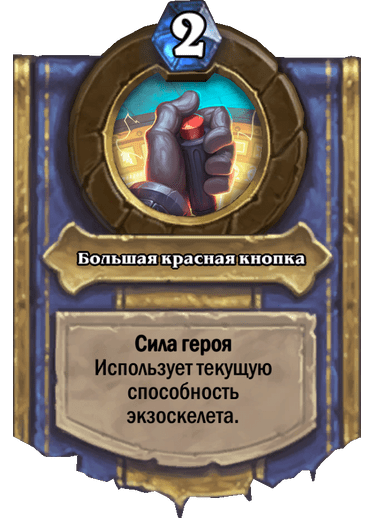 2
Большая красная кнопка
Сила героя
Использует текущую
способность
экзоскелета.